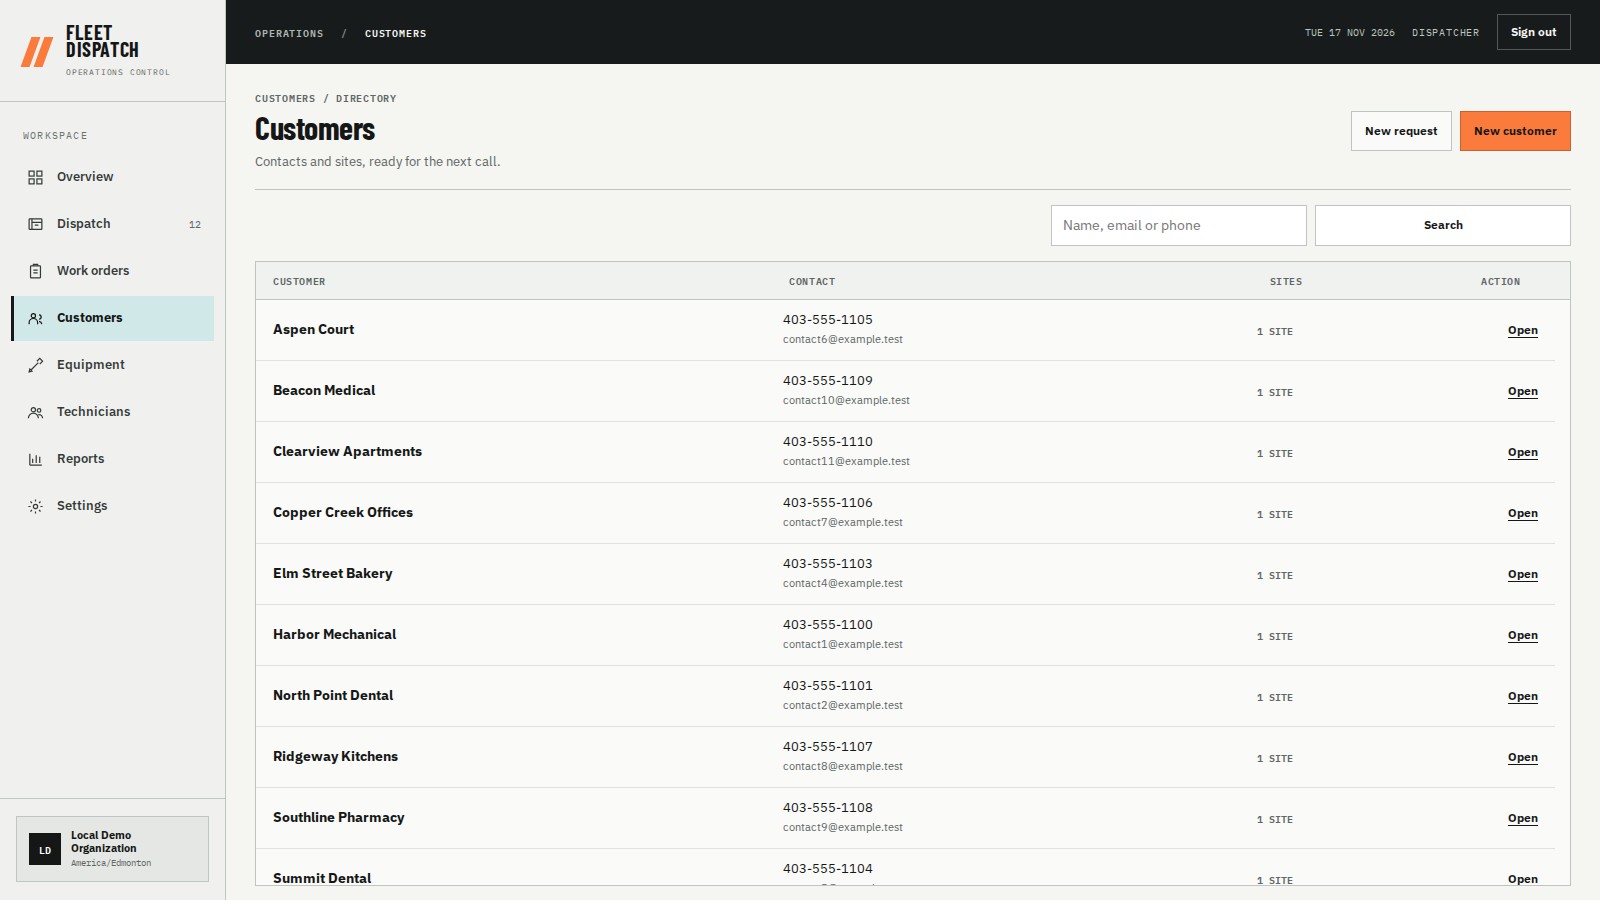 FLEET
DISPATCH
OPERATIONS CONTROL
WORKSPACE
Overview
Dispatch 12
Work orders
Customers
Equipment
Technicians
Reports
Settings
LD
Local Demo
Organization
America/Edmonton
OPERATIONS / CUSTOMERS
TUE 17 NOV 2026 DISPATCHER Sign out
CUSTOMERS / DIRECTORY
Customers
Contacts and sites, ready for the next call.
New request New customer
Name, email or phone Search
CUSTOMER CONTACT SITES ACTION
Aspen Court 403-555-1105 1 SITE Open
contact6@example.test
Beacon Medical 403-555-1109 1 SITE Open
contact10@example.test
Clearview Apartments 403-555-1110 1 SITE Open
contact11@example.test
Copper Creek Offices 403-555-1106 1 SITE Open
contact7@example.test
Elm Street Bakery 403-555-1103 1 SITE Open
contact4@example.test
Harbor Mechanical 403-555-1100 1 SITE Open
contact1@example.test
North Point Dental 403-555-1101 1 SITE Open
contact2@example.test
Ridgeway Kitchens 403-555-1107 1 SITE Open
contact8@example.test
Southline Pharmacy 403-555-1108 1 SITE Open
contact9@example.test
Summit Dental 403-555-1104 1 SITE Open